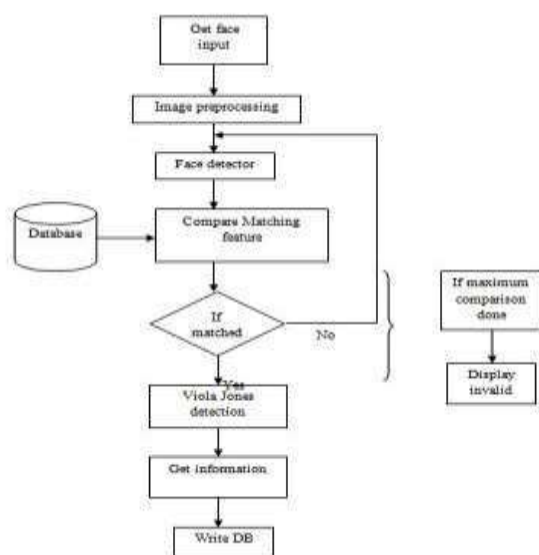 Get face
input
Image preprocessing
Face detector
Database
Compare Matching
feature
If
matched
No
If maximum
comparison
done
Display
invalid
Yes
Viola Jones
detection
Get information
Write DB